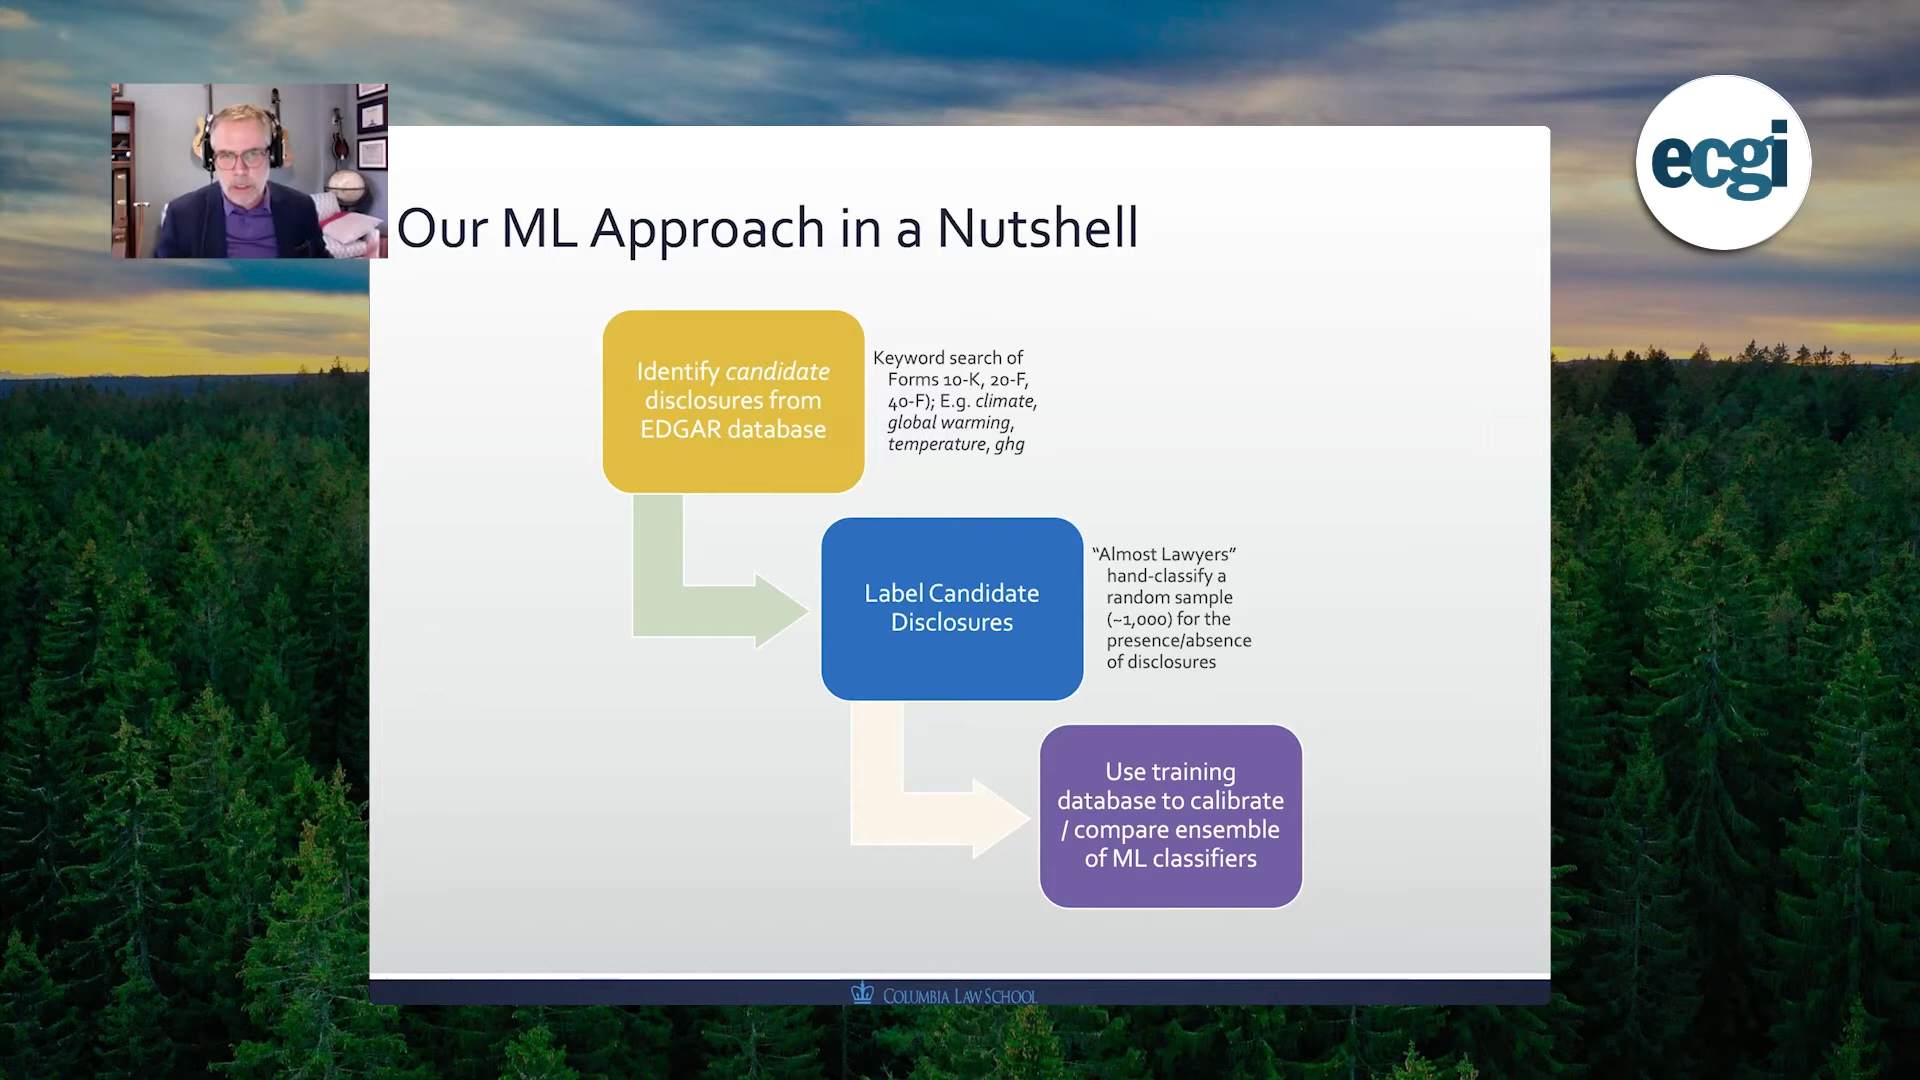 ecgi
Our ML Approach in a Nutshell
Identify candidate
disclosures from
EDGAR database
Keyword search of
Forms 10-K, 20-F,
40-F); E.g. climate,
global warming,
temperature, ghg
Label Candidate
Disclosures
“Almost Lawyers”
hand-classify a
random sample
(~1,000) for the
presence/absence
of disclosures
Use training
database to calibrate
/ compare ensemble
of ML classifiers
COLUMBIA LAW SCHOOL